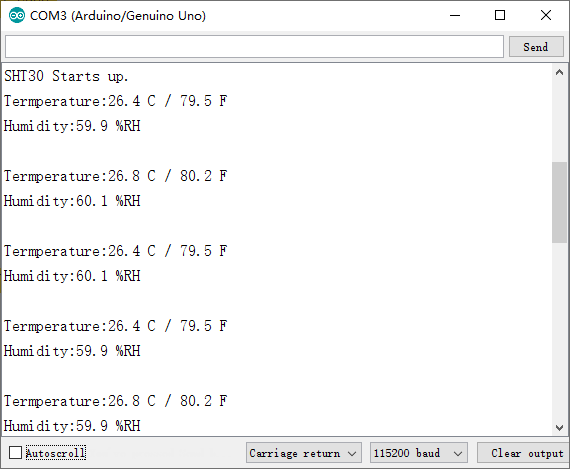 COM3 (Arduino/Genuino Uno)
Send
SHT30 Starts up.
Termperature:26.4 C / 79.5 F
Humidity:59.9 %RH
Termperature:26.8 C / 80.2 F
Humidity:60.1 %RH
Termperature:26.4 C / 79.5 F
Humidity:60.1 %RH
Termperature:26.4 C / 79.5 F
Humidity:59.9 %RH
Termperature:26.8 C / 80.2 F
Humidity:59.9 %RH
Autoscroll Carriage return 115200 baud Clear output